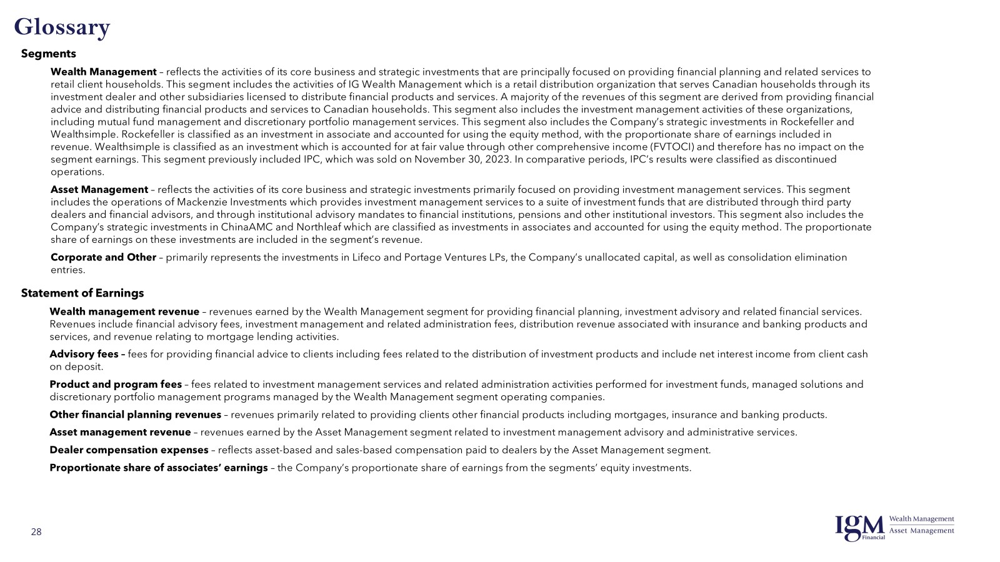 Glossary
Segments
Wealth Management – reflects the activities of its core business and strategic investments that are principally focused on providing financial planning and related services to
retail client households. This segment includes the activities of IG Wealth Management which is a retail distribution organization that serves Canadian households through its
investment dealer and other subsidiaries licensed to distribute financial products and services. A majority of the revenues of this segment are derived from providing financial
advice and distributing financial products and services to Canadian households. This segment also includes the investment management activities of these organizations,
including mutual fund management and discretionary portfolio management services. This segment also includes the Company’s strategic investments in Rockefeller and
Wealthsimple. Rockefeller is classified as an investment in associate and accounted for using the equity method, with the proportionate share of earnings included in
revenue. Wealthsimple is classified as an investment which is accounted for at fair value through other comprehensive income (FVTOCI) and therefore has no impact on the
segment earnings. This segment previously included IPC, which was sold on November 30, 2023. In comparative periods, IPC’s results were classified as discontinued
operations.
Asset Management – reflects the activities of its core business and strategic investments primarily focused on providing investment management services. This segment
includes the operations of Mackenzie Investments which provides investment management services to a suite of investment funds that are distributed through third party
dealers and financial advisors, and through institutional advisory mandates to financial institutions, pensions and other institutional investors. This segment also includes the
Company’s strategic investments in ChinaAMC and Northleaf which are classified as investments in associates and accounted for using the equity method. The proportionate
share of earnings on these investments are included in the segment’s revenue.
Corporate and Other – primarily represents the investments in Lifeco and Portage Ventures LPs, the Company’s unallocated capital, as well as consolidation elimination
entries.
Statement of Earnings
Wealth management revenue – revenues earned by the Wealth Management segment for providing financial planning, investment advisory and related financial services.
Revenues include financial advisory fees, investment management and related administration fees, distribution revenue associated with insurance and banking products and
services, and revenue relating to mortgage lending activities.
Advisory fees – fees for providing financial advice to clients including fees related to the distribution of investment products and include net interest income from client cash
on deposit.
Product and program fees – fees related to investment management services and related administration activities performed for investment funds, managed solutions and
discretionary portfolio management programs managed by the Wealth Management segment operating companies.
Other financial planning revenues – revenues primarily related to providing clients other financial products including mortgages, insurance and banking products.
Asset management revenue – revenues earned by the Asset Management segment related to investment management advisory and administrative services.
Dealer compensation expenses – reflects asset-based and sales-based compensation paid to dealers by the Asset Management segment.
Proportionate share of associates’ earnings – the Company’s proportionate share of earnings from the segments’ equity investments.
28
IGM Financial
Wealth Management
Asset Management